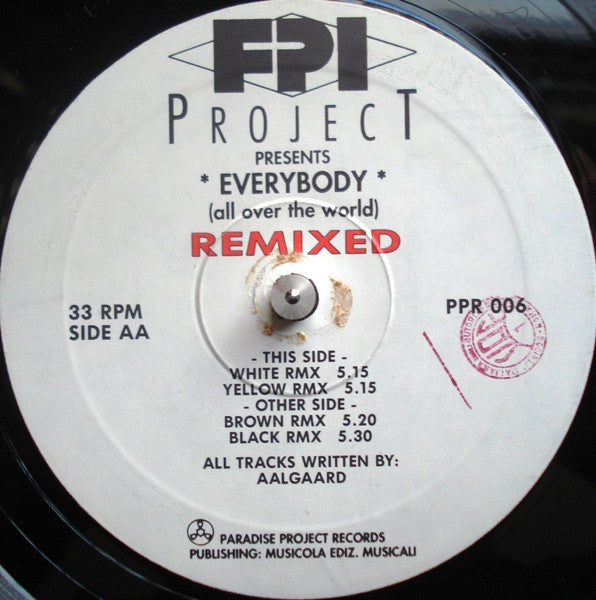 FPI
PROJECT
PRESENTS
* EVERYBODY *
(all over the world)
REMIXED
33 RPM
SIDE AA
PPR 006
- THIS SIDE -
WHITE RMX 5.15
YELLOW RMX 5.15
- OTHER SIDE -
BROWN RMX 5.20
BLACK RMX 5.30
ALL TRACKS WRITTEN BY:
AALGAARD
PARADISE PROJECT RECORDS
PUBLISHING: MUSICOLA EDIZ. MUSICALI